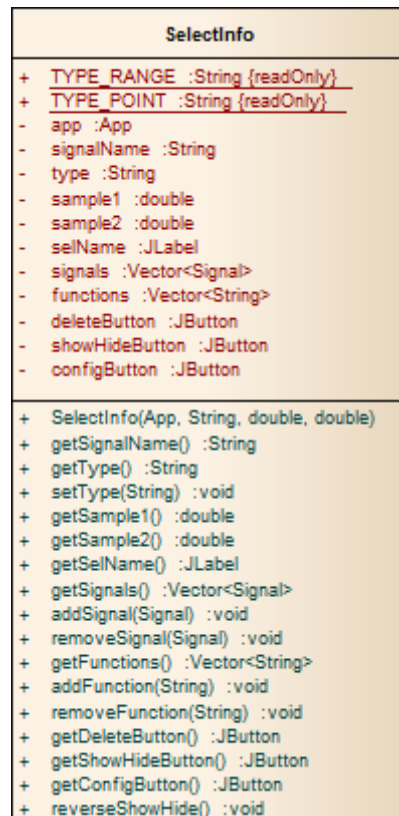 SelectInfo
+ TYPE_RANGE :String {readOnly}
+ TYPE_POINT :String {readOnly}
- app :App
- signalName :String
- type :String
- sample1 :double
- sample2 :double
- selName :JLabel
- signals :Vector<Signal>
- functions :Vector<String>
- deleteButton :JButton
- showHideButton :JButton
- configButton :JButton
+ SelectInfo(App, String, double, double)
+ getSignalName() :String
+ getType() :String
+ setType(String) :void
+ getSample1() :double
+ getSample2() :double
+ getSelName() :JLabel
+ getSignals() :Vector<Signal>
+ addSignal(Signal) :void
+ removeSignal(Signal) :void
+ getFunctions() :Vector<String>
+ addFunction(String) :void
+ removeFunction(String) :void
+ getDeleteButton() :JButton
+ getShowHideButton() :JButton
+ getConfigButton() :JButton
+ reverseShowHide() :void